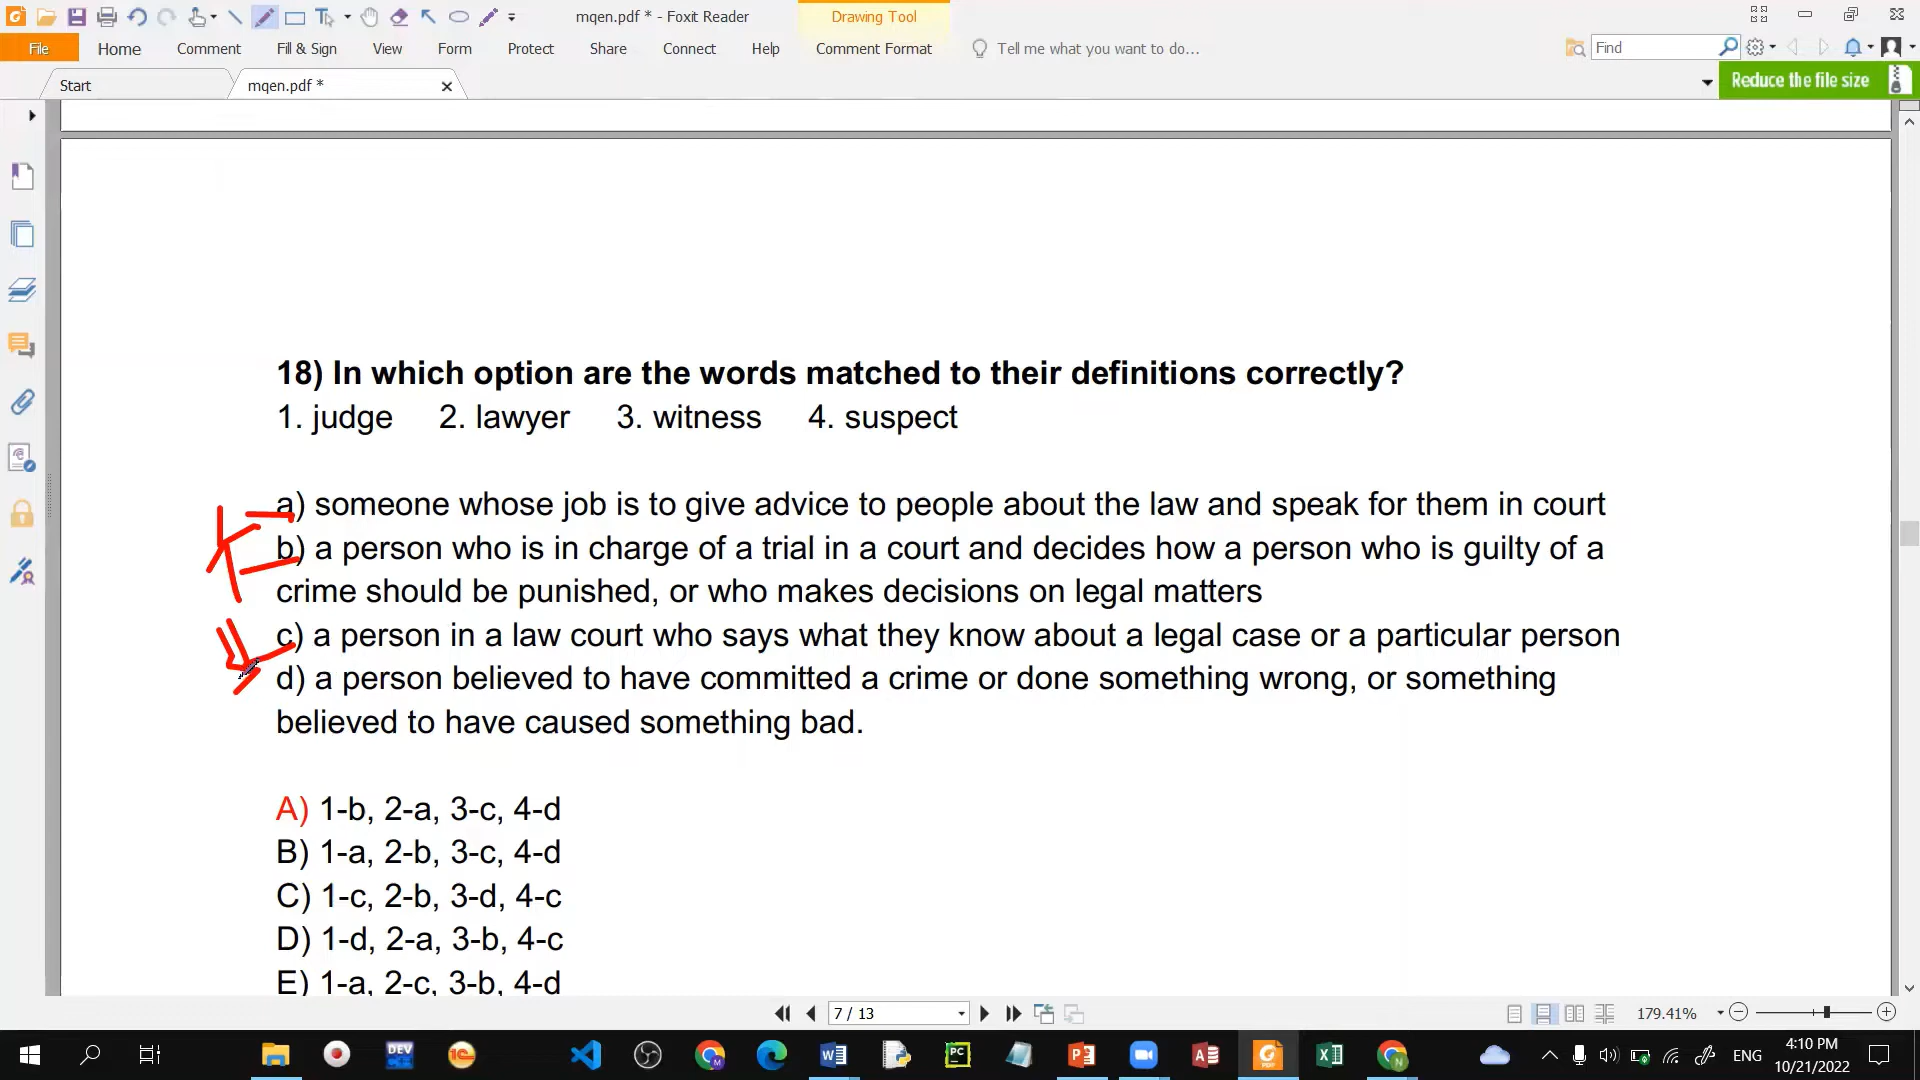 mqen.pdf * - Foxit Reader
Drawing Tool
File
Home
Comment
Fill & Sign
View
Form
Protect
Share
Connect
Help
Comment Format
Tell me what you want to do...
Find
Start
mqen.pdf *
Reduce the file size
18) In which option are the words matched to their definitions correctly?
1. judge 2. lawyer 3. witness 4. suspect
a) someone whose job is to give advice to people about the law and speak for them in court
b) a person who is in charge of a trial in a court and decides how a person who is guilty of a
crime should be punished, or who makes decisions on legal matters
c) a person in a law court who says what they know about a legal case or a particular person
d) a person believed to have committed a crime or done something wrong, or something
believed to have caused something bad.
A) 1-b, 2-a, 3-c, 4-d
B) 1-a, 2-b, 3-c, 4-d
C) 1-c, 2-b, 3-d, 4-c
D) 1-d, 2-a, 3-b, 4-c
E) 1-a, 2-c, 3-b, 4-d
7 / 13
179.41%
DEV
ENG
4:10 PM
10/21/2022